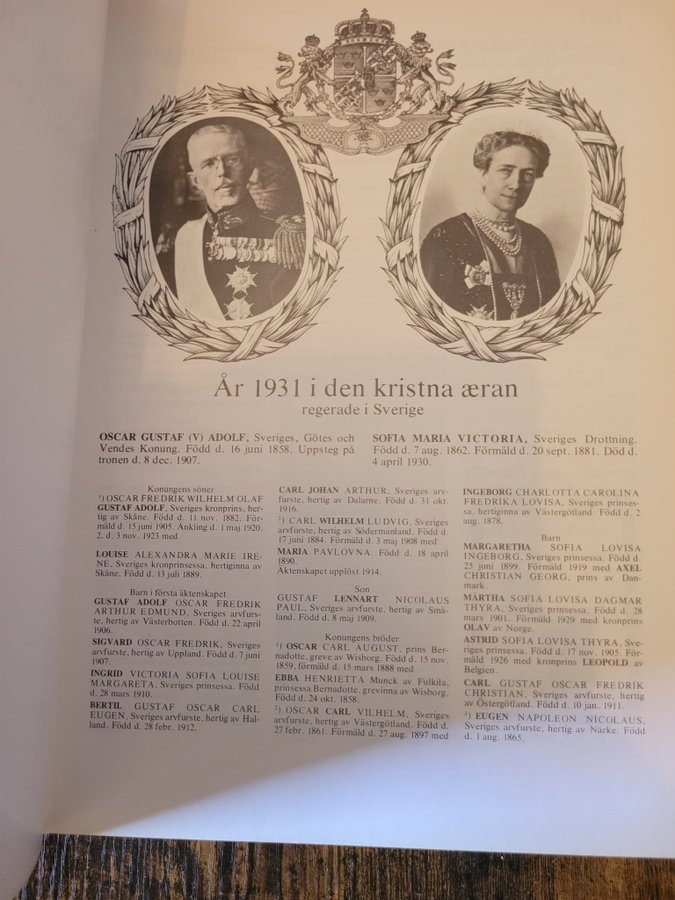 År 1931 i den kristna æran
regerade i Sverige
OSCAR GUSTAF (V) ADOLF, Sveriges, Götes och
Vendes Konung. Född d. 16 juni 1858. Uppsteg på
tronen d. 8 dec. 1907.
SOFIA MARIA VICTORIA, Sveriges Drottning.
Född d. 7 aug. 1862. Förmäld d. 20 sept. 1881. Död d.
4 april 1930.
Konungens söner
¹) OSCAR FREDRIK WILHELM OLAF
GUSTAF ADOLF, Sveriges kronprins, her-
tig av Skåne. Född d. 11 nov. 1882. För-
mäld d. 15 juni 1905. Änkling d. 1 maj 1920.
2. d. 3 nov. 1923 med
LOUISE ALEXANDRA MARIE IRE-
NE, Sveriges kronprinsessa, hertiginna av
Skåne. Född d. 13 juli 1889.
Barn i första äktenskapet
GUSTAF ADOLF OSCAR FREDRIK
ARTHUR EDMUND, Sveriges arvfurs-
te, hertig av Västerbotten. Född d. 22 april
1906.
SIGVARD OSCAR FREDRIK, Sveriges
arvfurste, hertig av Uppland. Född d. 7 juni
1907.
INGRID VICTORIA SOFIA LOUISE
MARGARETA, Sveriges prinsessa. Född
d. 28 mars 1910.
BERTIL GUSTAF OSCAR CARL
EUGEN, Sveriges arvfurste, hertig av Hal-
land. Född d. 28 febr. 1912.
CARL JOHAN ARTHUR, Sveriges arv-
furste, hertig av Dalarne. Född d. 31 okt.
1916.
²) CARL WILHELM LUDVIG, Sveriges
arvfurste, hertig av Södermanland. Född d.
17 juni 1884. Förmäld d. 3 maj 1908 med
MARIA PAVLOVNA. Född d. 18 april
1890.
Äktenskapet upplöst 1914.
Son
GUSTAF LENNART NICOLAUS
PAUL, Sveriges arvfurste, hertig av Små-
land. Född d. 8 maj 1909.
Konungens bröder
¹) OSCAR CARL AUGUST, prins Ber-
nadotte, greve av Wisborg. Född d. 15 nov.
1859, förmäld d. 15 mars 1888 med
EBBA HENRIETTA Munck af Fulkila,
prinsessa Bernadotte, grevinna av Wisborg.
Född d. 24 okt. 1858.
²) OSCAR CARL VILHELM, Sveriges
arvfurste, hertig av Västergötland. Född d.
27 febr. 1861. Förmäld d. 27 aug. 1897 med
INGEBORG CHARLOTTA CAROLINA
FREDRIKA LOVISA, Sveriges prinses-
sa, hertiginna av Västergötland. Född d. 2
aug. 1878.
Barn
MARGARETHA SOFIA LOVISA
INGEBORG, Sveriges prinsessa. Född d.
25 juni 1899. Förmäld 1919 med AXEL
CHRISTIAN GEORG, prins av Dan-
mark.
MÄRTHA SOFIA LOVISA DAGMAR
THYRA, Sveriges prinsessa. Född d. 28
mars 1901. Förmäld 1929 med kronprins
OLAV av Norge.
ASTRID SOFIA LOVISA THYRA, Sve-
riges prinsessa. Född d. 17 nov. 1905. För-
mäld 1926 med kronprins LEOPOLD av
Belgien.
CARL GUSTAF OSCAR FREDRIK
CHRISTIAN, Sveriges arvfurste, hertig
av Östergötland. Född d. 10 jan. 1911.
³) EUGEN NAPOLEON NICOLAUS,
Sveriges arvfurste, hertig av Närke. Född
d. 1 aug. 1865.